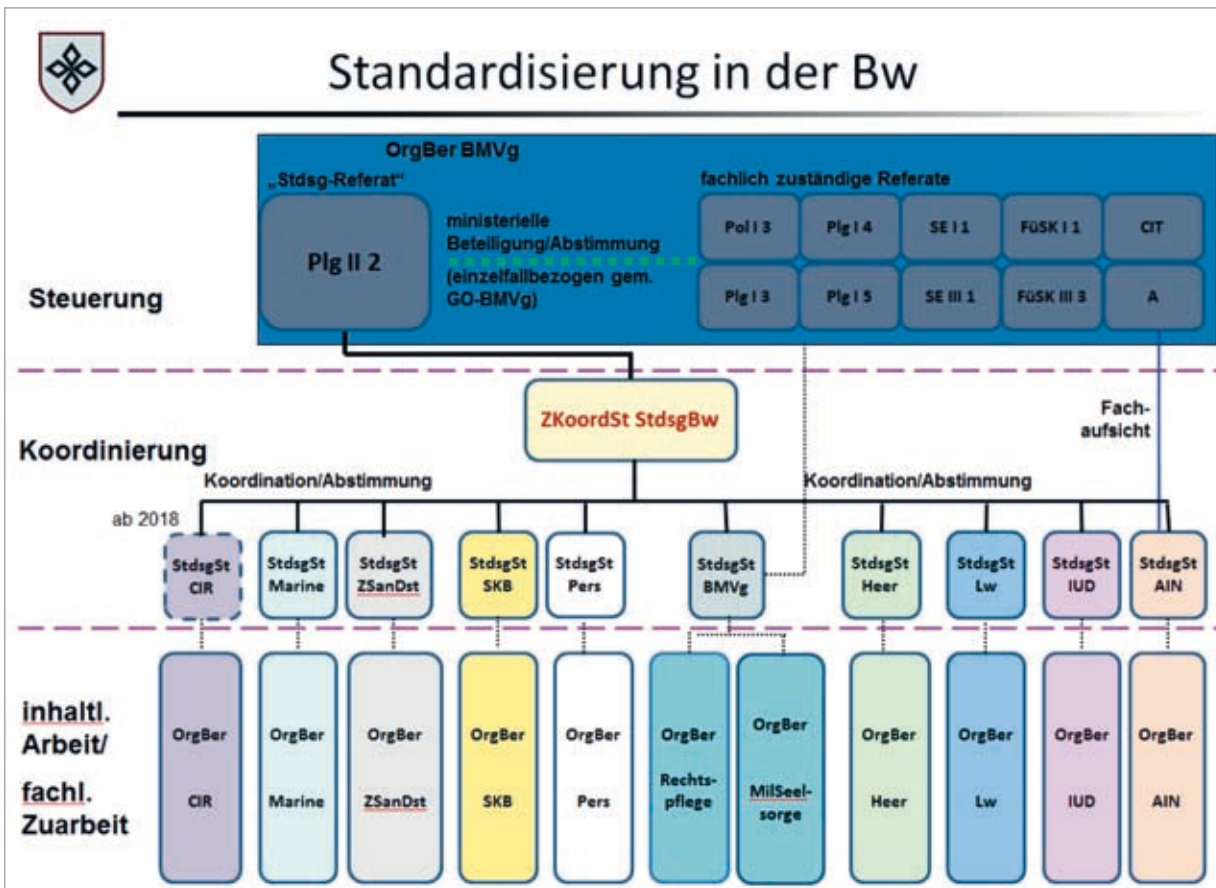 Standardisierung in der Bw
OrgBer BMVg
„Stdsg-Referat“
fachlich zuständige Referate
Plg II 2
ministerielle
Beteiligung/Abstimmung
(einzelfallbezogen gem.
GO-BMVg)
Pol I 3
Plg I 4
SE I 1
FüSK I 1
CIT
Plg I 3
Plg I 5
SE III 1
FüSK III 3
A
Steuerung
ZKoordSt StdsgBw
Fach-
aufsicht
Koordinierung
Koordination/Abstimmung
Koordination/Abstimmung
ab 2018
StdsgSt
CIR
StdsgSt
Marine
StdsgSt
ZSanDst
StdsgSt
SKB
StdsgSt
Pers
StdsgSt
BMVg
StdsgSt
Heer
StdsgSt
Lw
StdsgSt
IUD
StdsgSt
AIN
inhaltl.
Arbeit/
fachl.
Zuarbeit
OrgBer
CIR
OrgBer
Marine
OrgBer
ZSanDst
OrgBer
SKB
OrgBer
Pers
OrgBer
Rechts-
pflege
OrgBer
MilSeel-
sorge
OrgBer
Heer
OrgBer
Lw
OrgBer
IUD
OrgBer
AIN